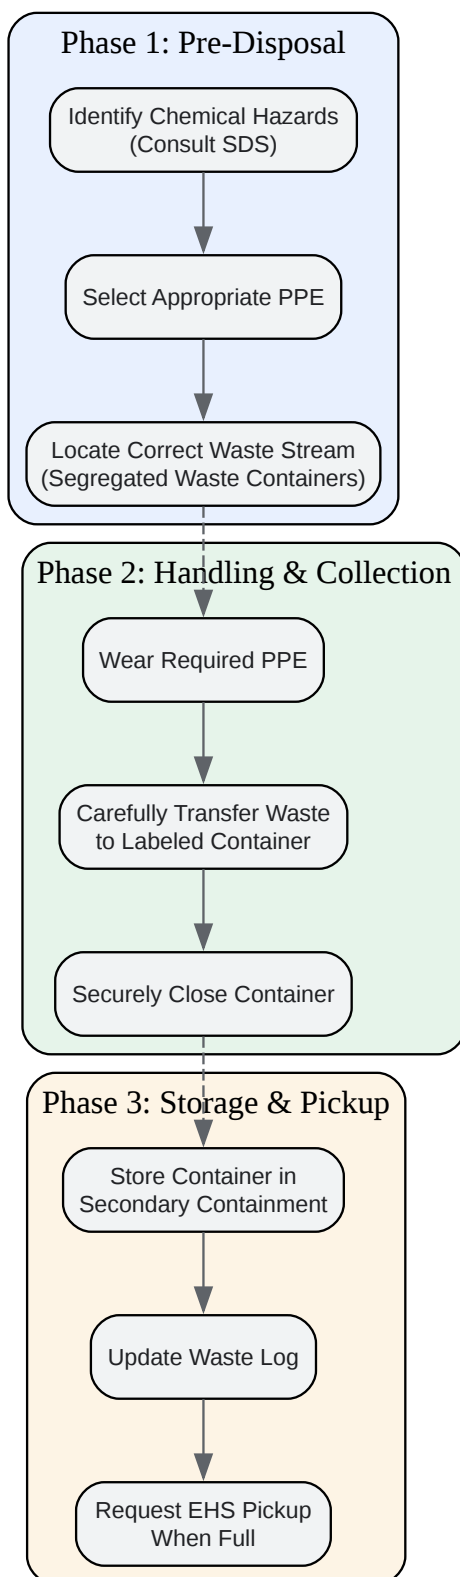 Phase 1: Pre-Disposal
Identify Chemical Hazards
(Consult SDS)
Select Appropriate PPE
Locate Correct Waste Stream
(Segregated Waste Containers)
Phase 2: Handling & Collection
Wear Required PPE
Carefully Transfer Waste
to Labeled Container
Securely Close Container
Phase 3: Storage & Pickup
Store Container in
Secondary Containment
Update Waste Log
Request EHS Pickup
When Full